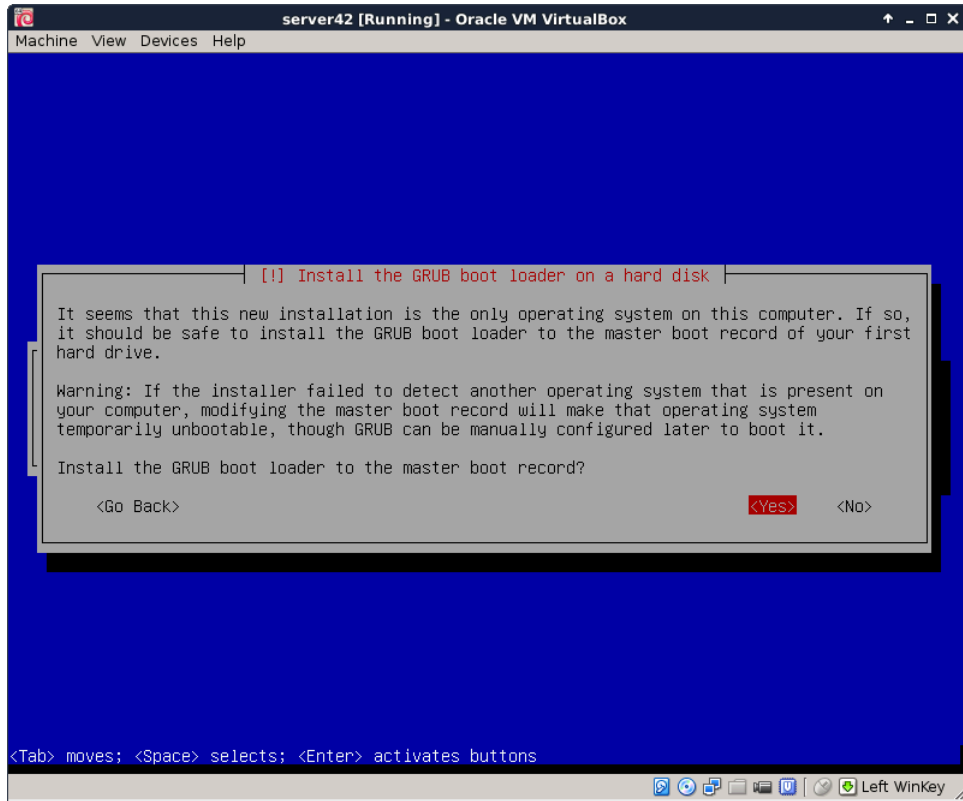 server42 [Running] - Oracle VM VirtualBox
Machine View Devices Help
[!] Install the GRUB boot loader on a hard disk
It seems that this new installation is the only operating system on this computer. If so,
it should be safe to install the GRUB boot loader to the master boot record of your first
hard drive.
Warning: If the installer failed to detect another operating system that is present on
your computer, modifying the master boot record will make that operating system
temporarily unbootable, though GRUB can be manually configured later to boot it.
Install the GRUB boot loader to the master boot record?
<Go Back> <Yes> <No>
<Tab> moves; <Space> selects; <Enter> activates buttons
Left WinKey